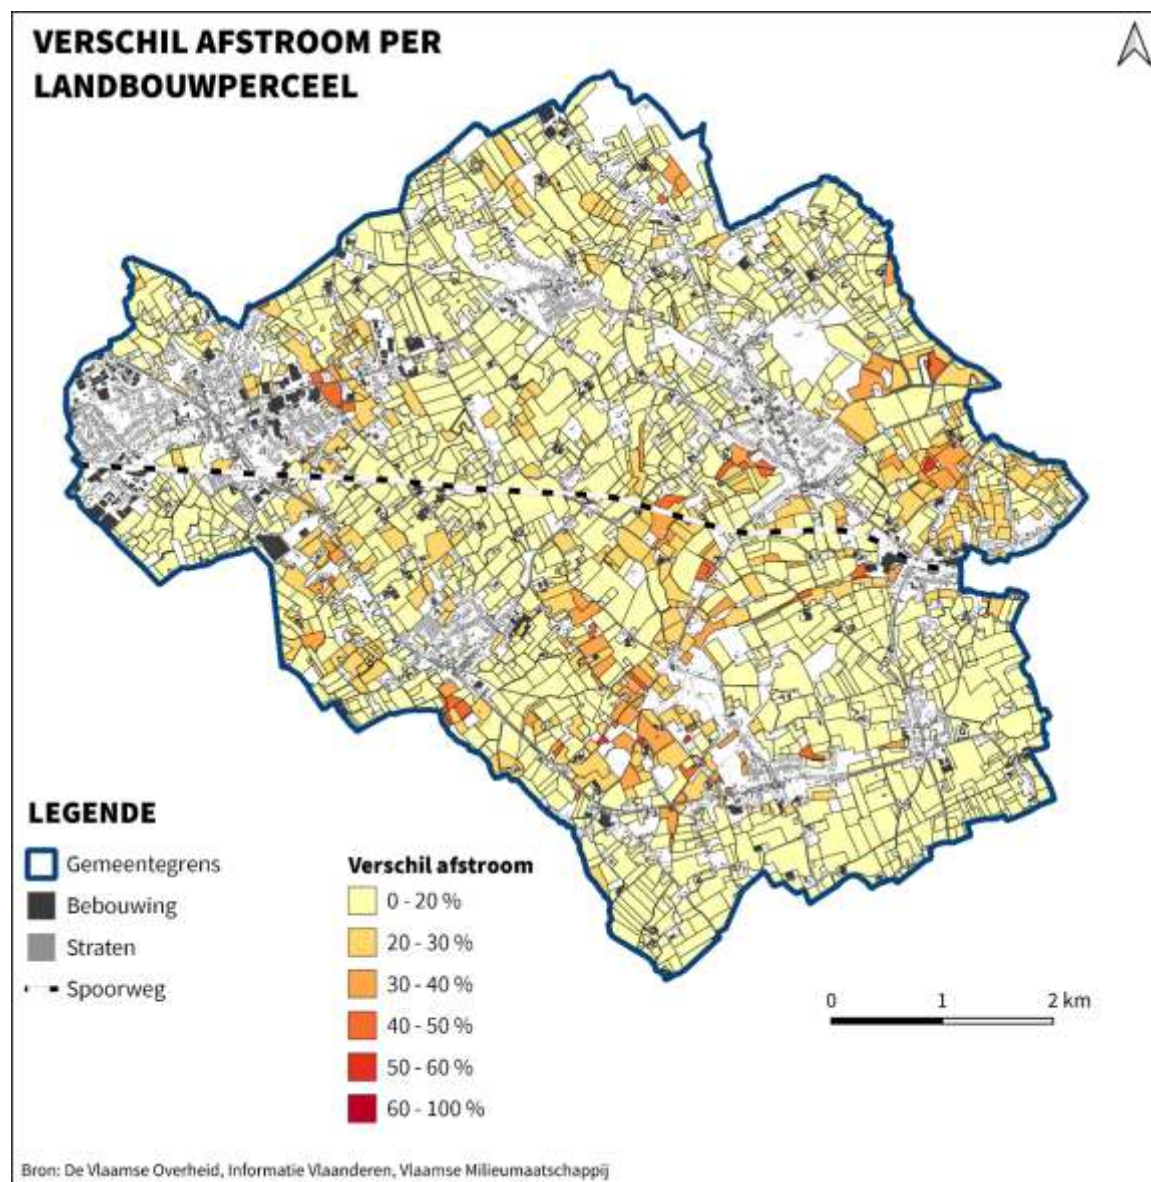 VERSCHIL AFSTROOM PER
LANDBOUWPERCEEL
LEGENDE
Gemeentegrens
Bebouwing
Straten
Spoorweg
Verschil afstroom
0 - 20 %
20 - 30 %
30 - 40 %
40 - 50 %
50 - 60 %
60 - 100 %
0 1 2 km
Bron: De Vlaamse Overheid, Informatie Vlaanderen, Vlaamse Milieumaatschappij